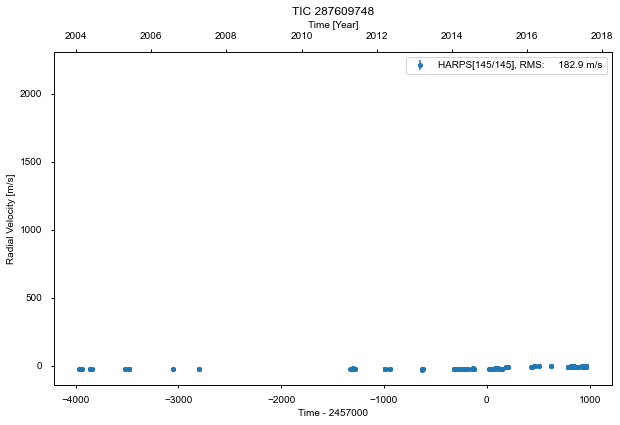 TIC 287609748
Time [Year]
2004 2006 2008 2010 2012 2014 2016 2018
HARPS[145/145], RMS: 182.9 m/s
Radial Velocity [m/s]
2000
1500
1000
500
0
−4000 −3000 −2000 −1000 0 1000
Time - 2457000